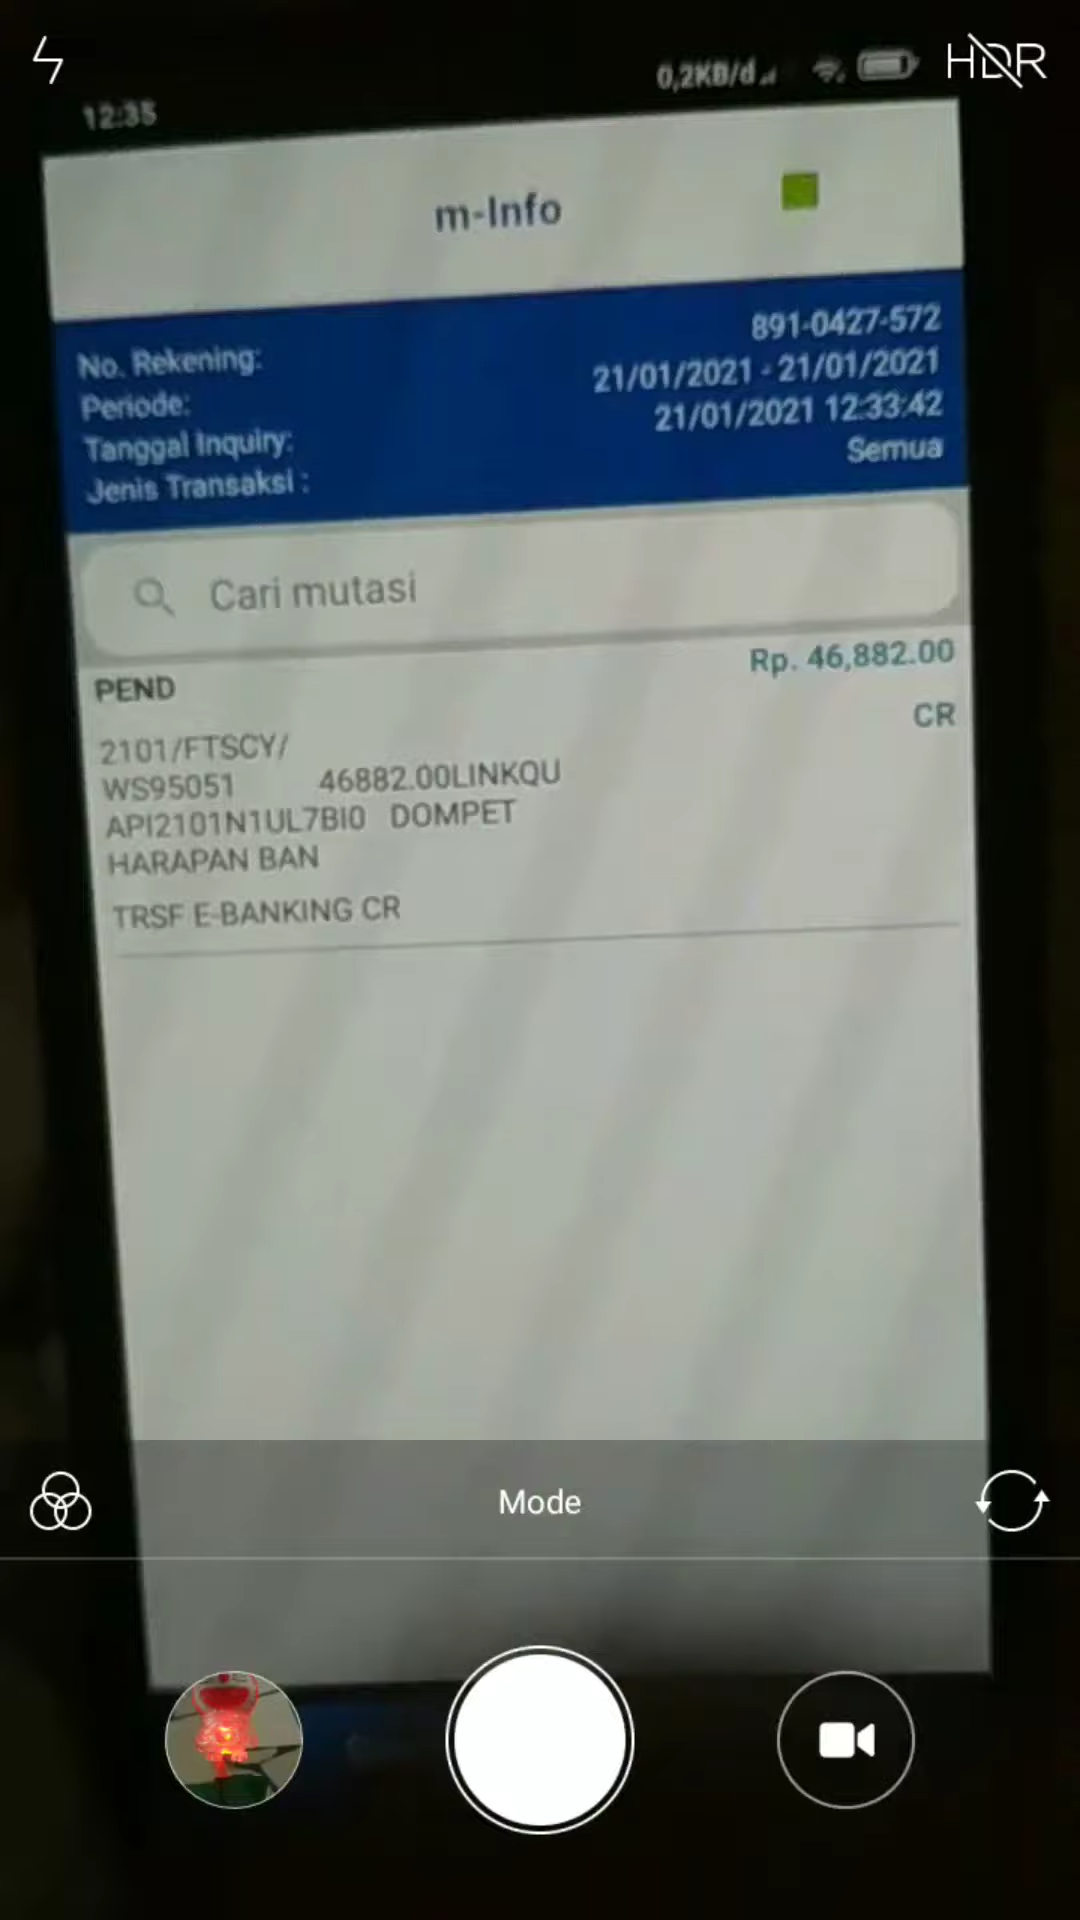 HDR
0,2KB/d
12:35
m-Info
No. Rekening: 891-0427-572
Periode: 21/01/2021 - 21/01/2021
Tanggal Inquiry: 21/01/2021 12:33:42
Jenis Transaksi : Semua
Cari mutasi
PEND Rp. 46,882.00
CR
2101/FTSCY/
WS95051 46882.00LINKQU
API2101N1UL7BI0 DOMPET
HARAPAN BAN
TRSF E-BANKING CR
Mode